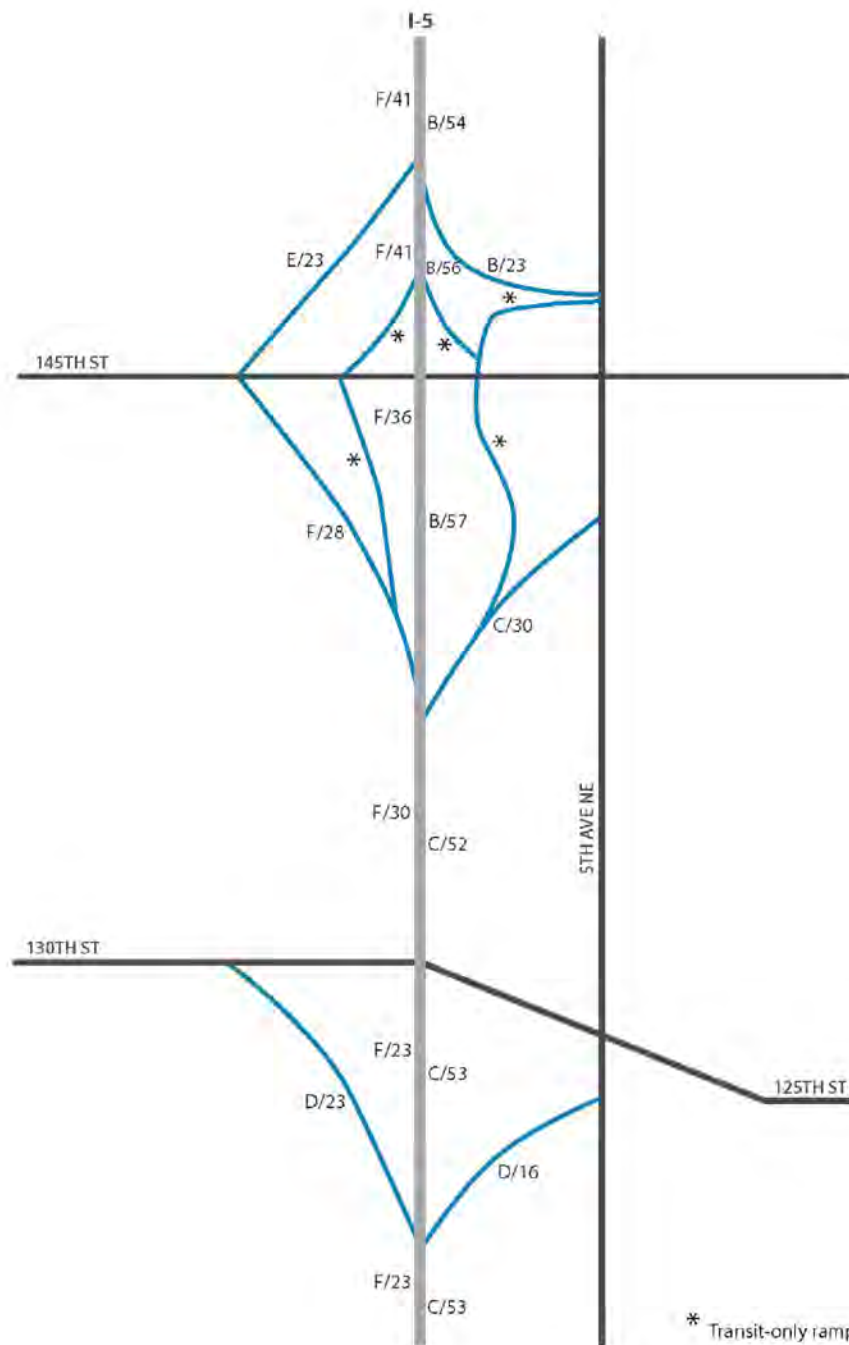 I-5
F/41
B/54
F/41
B/56
E/23
B/23
*
*
*
145TH ST
F/36
*
*
F/28
B/57
C/30
F/30
C/52
5TH AVE NE
130TH ST
F/23
C/53
D/23
125TH ST
D/16
F/23
C/53
* Transit-only ramp